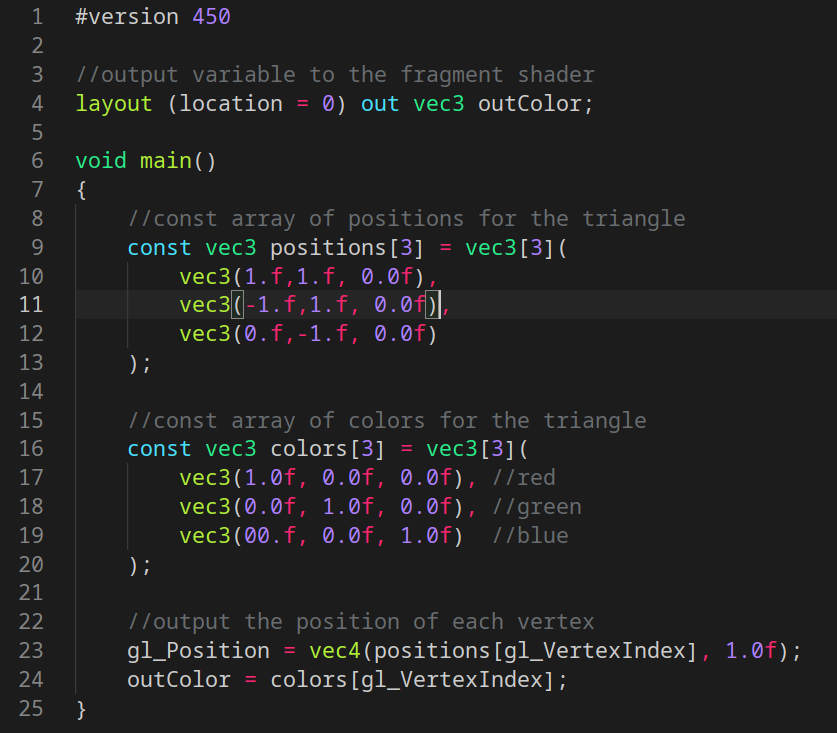 1 #version 450
2
3 //output variable to the fragment shader
4 layout (location = 0) out vec3 outColor;
5
6 void main()
7 {
8     //const array of positions for the triangle
9     const vec3 positions[3] = vec3[3](
10         vec3(1.f,1.f, 0.0f),
11         vec3(-1.f,1.f, 0.0f),
12         vec3(0.f,-1.f, 0.0f)
13     );
14
15     //const array of colors for the triangle
16     const vec3 colors[3] = vec3[3](
17         vec3(1.0f, 0.0f, 0.0f), //red
18         vec3(0.0f, 1.0f, 0.0f), //green
19         vec3(00.f, 0.0f, 1.0f)  //blue
20     );
21
22     //output the position of each vertex
23     gl_Position = vec4(positions[gl_VertexIndex], 1.0f);
24     outColor = colors[gl_VertexIndex];
25 }